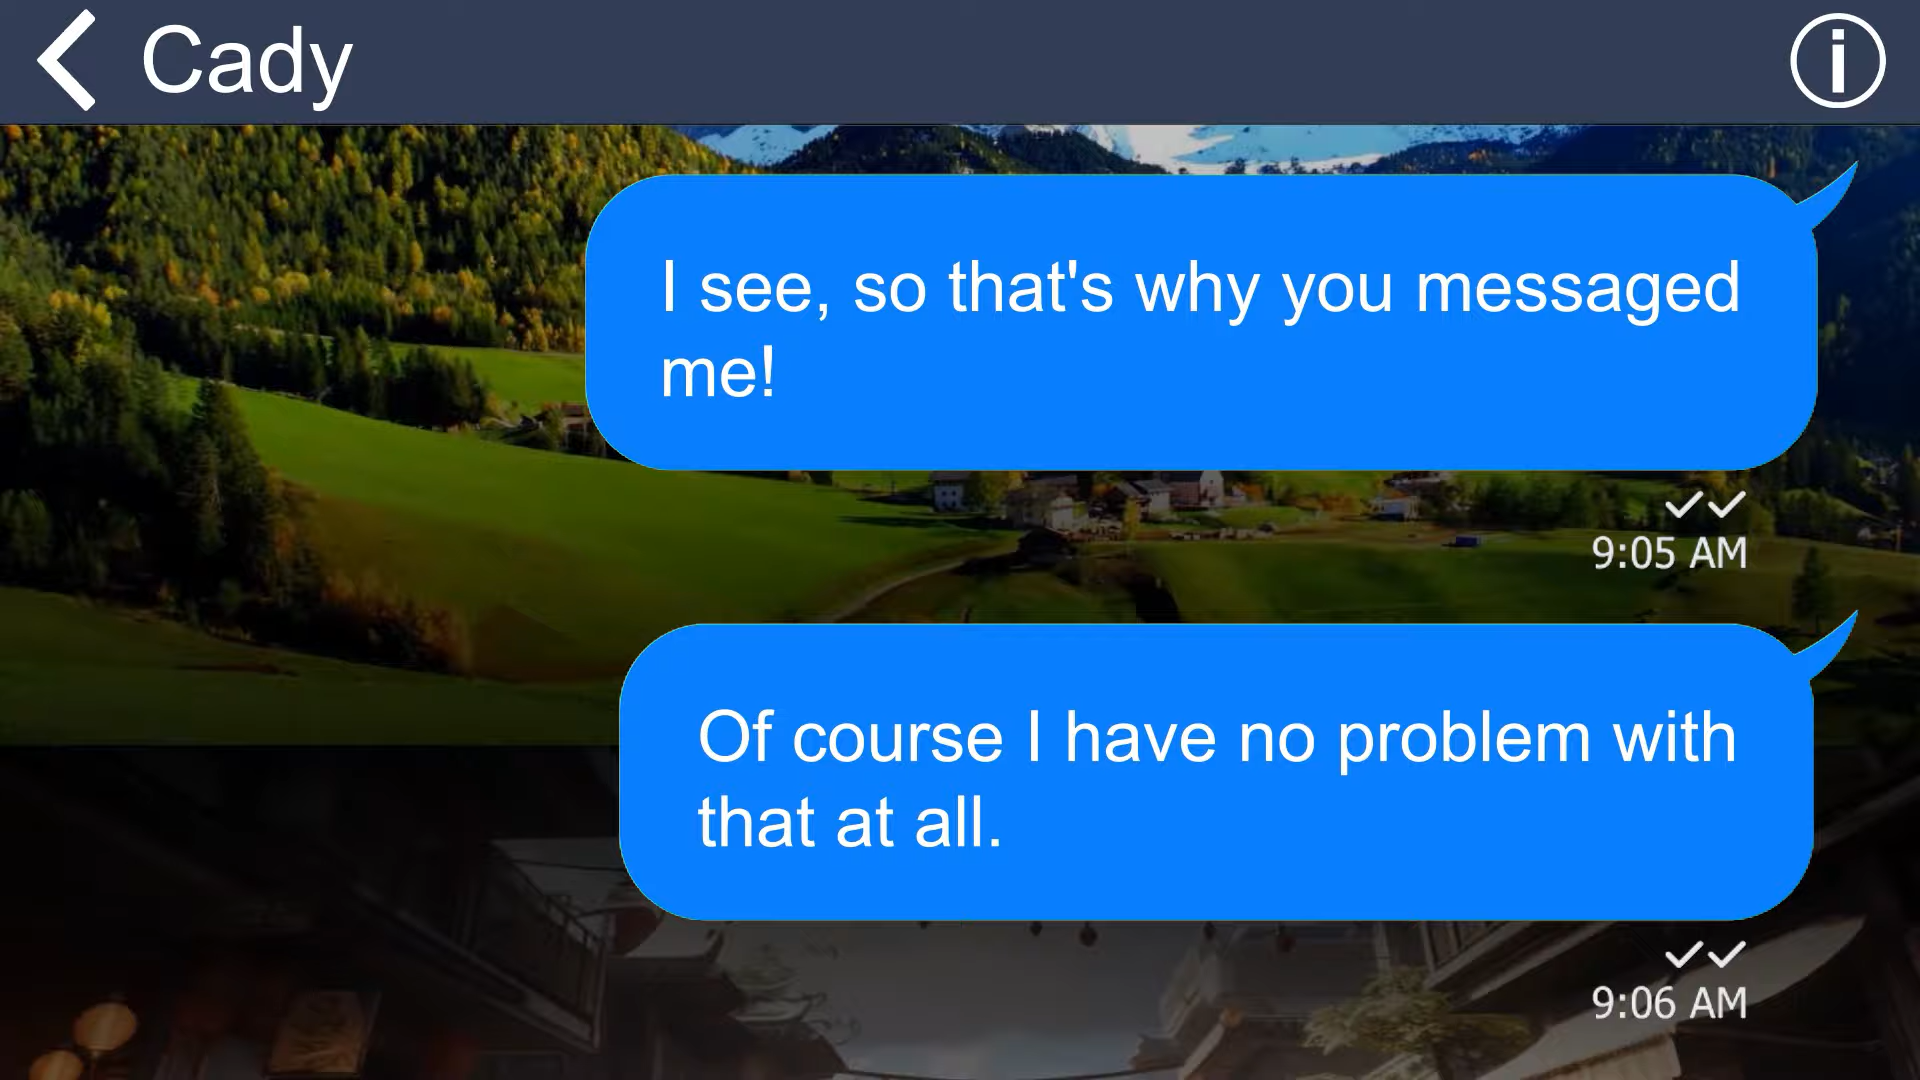 Cady
I see, so that's why you messaged
me!
9:05 AM
Of course I have no problem with
that at all.
9:06 AM